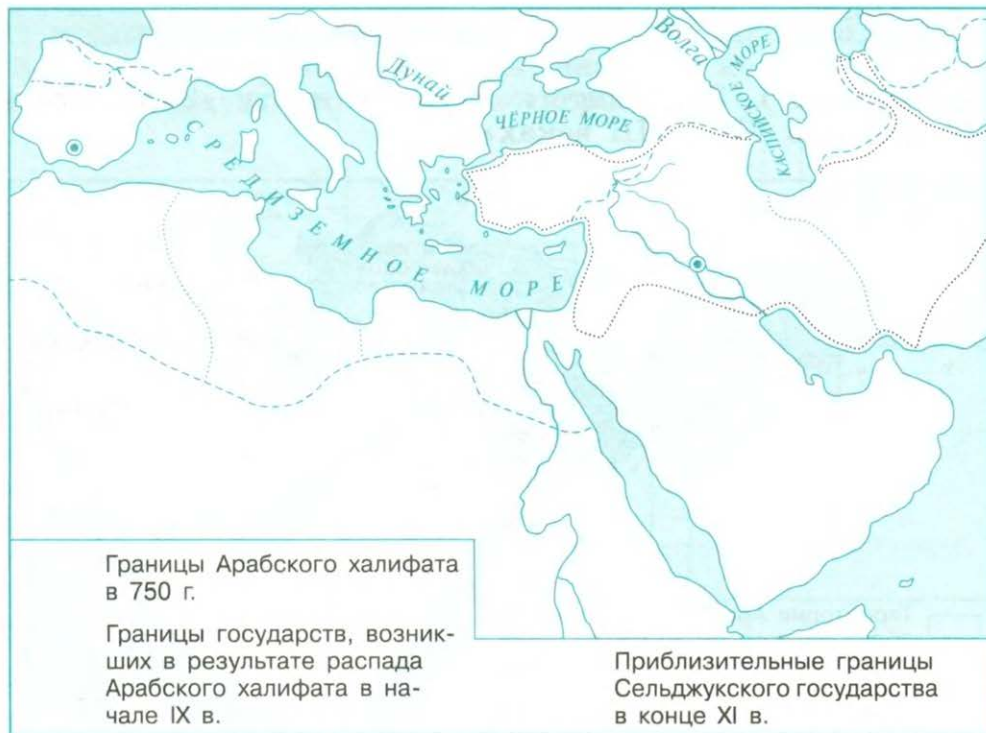 Дунай
Волга
ЧЁРНОЕ МОРЕ
КАСПИЙСКОЕ МОРЕ
СРЕДИЗЕМНОЕ МОРЕ
Границы Арабского халифата
в 750 г.
Границы государств, возник-
ших в результате распада
Арабского халифата в на-
чале IX в.
Приблизительные границы
Сельджукского государства
в конце XI в.